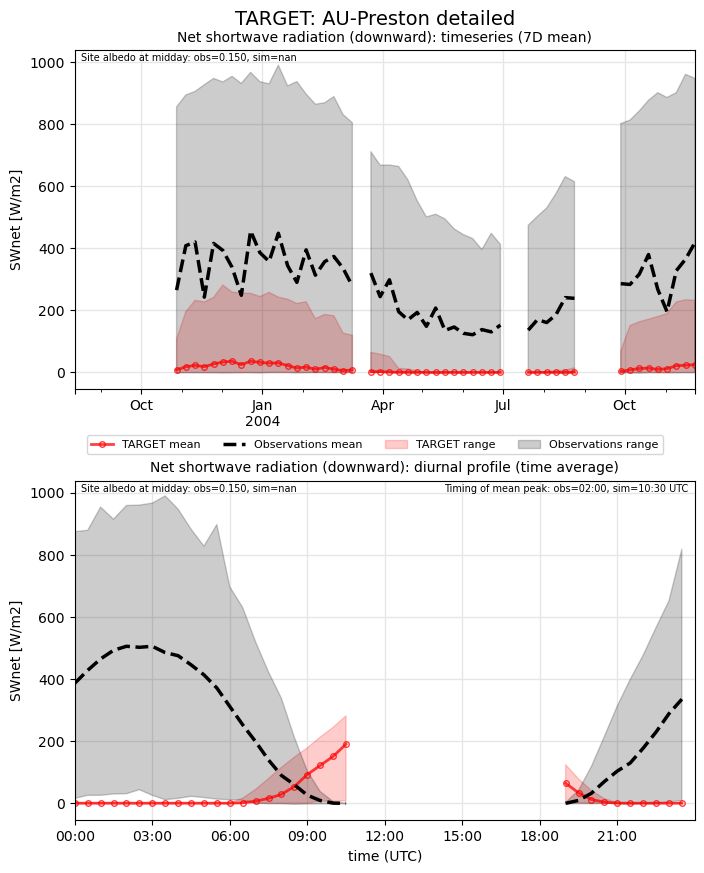 TARGET: AU-Preston detailed
Net shortwave radiation (downward): timeseries (7D mean)
Site albedo at midday: obs=0.150, sim=nan
1000
800
600
400
200
0
SWnet [W/m2]
Oct
Jan
2004
Apr
Jul
Oct
TARGET mean
Observations mean
TARGET range
Observations range
Net shortwave radiation (downward): diurnal profile (time average)
Site albedo at midday: obs=0.150, sim=nan
Timing of mean peak: obs=02:00, sim=10:30 UTC
1000
800
600
400
200
0
SWnet [W/m2]
00:00
03:00
06:00
09:00
12:00
15:00
18:00
21:00
time (UTC)